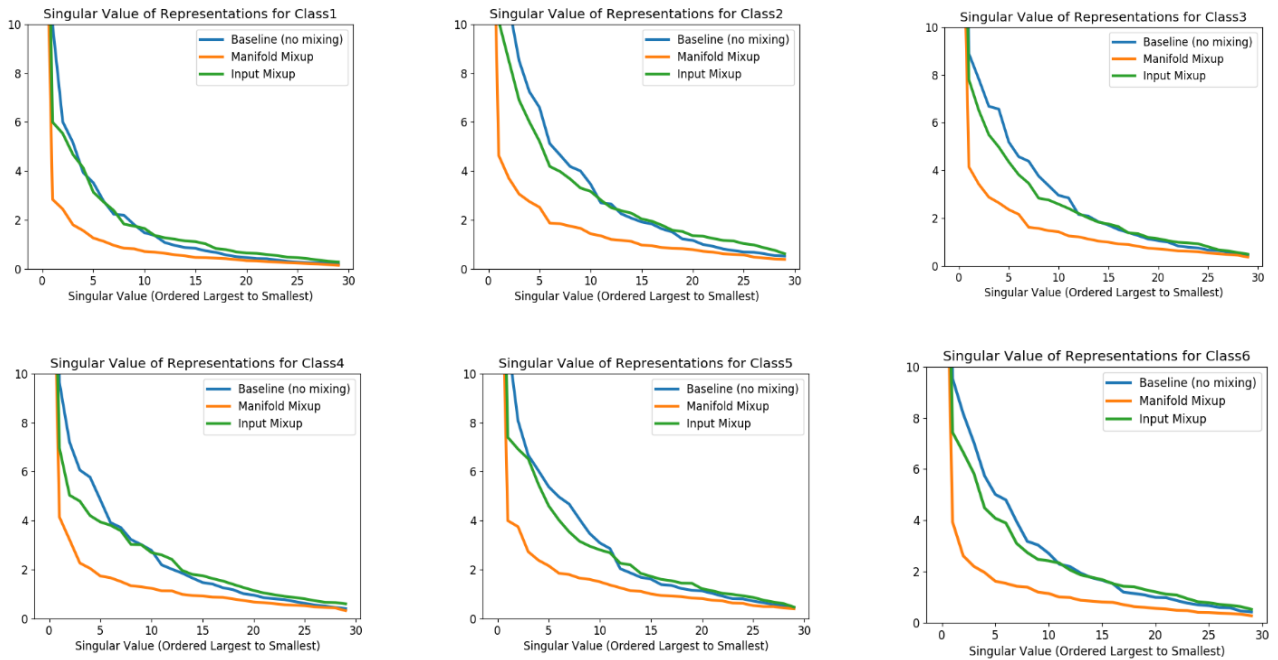 Singular Value of Representations for Class1
10
8
6
4
2
0
Baseline (no mixing)
Manifold Mixup
Input Mixup
0 5 10 15 20 25 30
Singular Value (Ordered Largest to Smallest)
Singular Value of Representations for Class2
10
8
6
4
2
0
Baseline (no mixing)
Manifold Mixup
Input Mixup
0 5 10 15 20 25 30
Singular Value (Ordered Largest to Smallest)
Singular Value of Representations for Class3
10
8
6
4
2
0
Baseline (no mixing)
Manifold Mixup
Input Mixup
0 5 10 15 20 25 30
Singular Value (Ordered Largest to Smallest)
Singular Value of Representations for Class4
10
8
6
4
2
0
Baseline (no mixing)
Manifold Mixup
Input Mixup
0 5 10 15 20 25 30
Singular Value (Ordered Largest to Smallest)
Singular Value of Representations for Class5
10
8
6
4
2
0
Baseline (no mixing)
Manifold Mixup
Input Mixup
0 5 10 15 20 25 30
Singular Value (Ordered Largest to Smallest)
Singular Value of Representations for Class6
10
8
6
4
2
0
Baseline (no mixing)
Manifold Mixup
Input Mixup
0 5 10 15 20 25 30
Singular Value (Ordered Largest to Smallest)